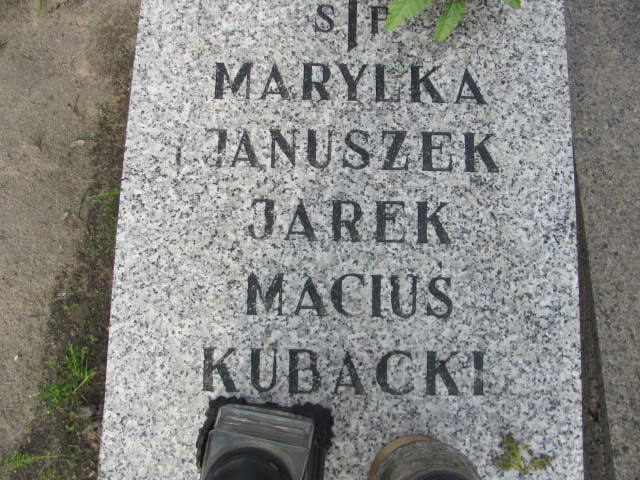 Ś P
MARYLKA
JANUSZEK
JAREK
MACIUS
KUBACKI